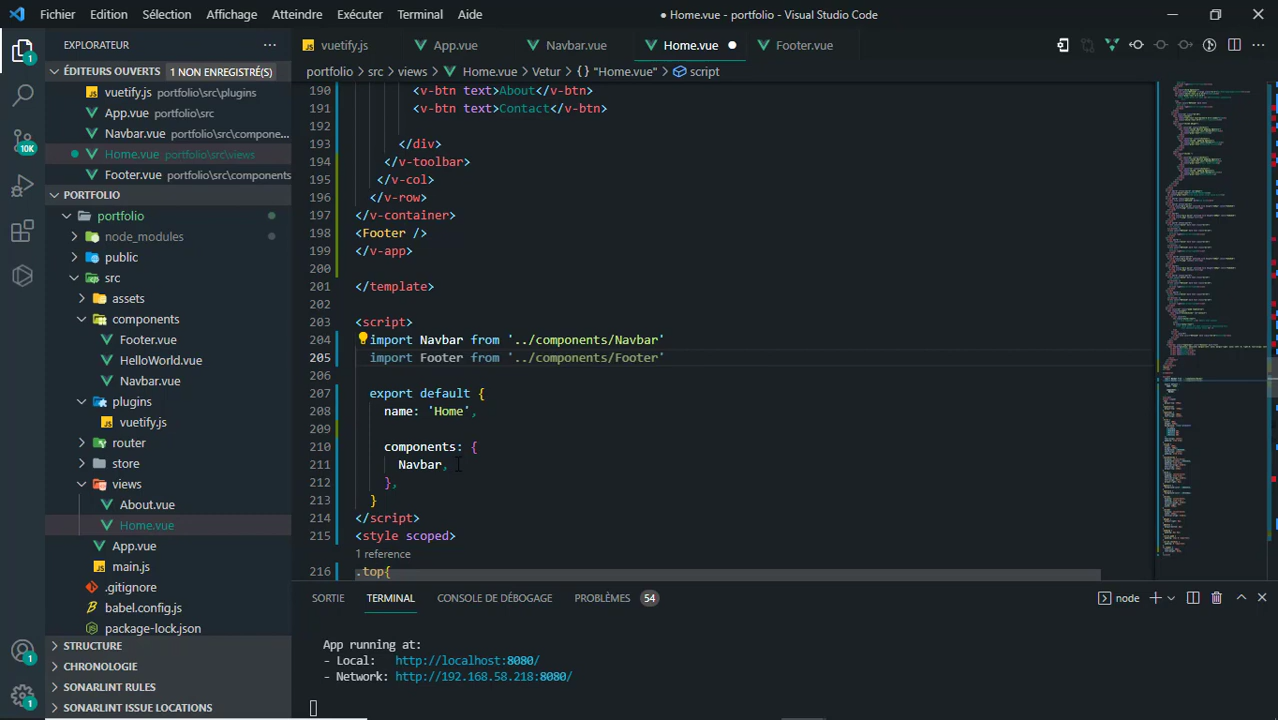 Fichier Edition Sélection Affichage Atteindre Exécuter Terminal Aide
● Home.vue - portfolio - Visual Studio Code
EXPLORATEUR
ÉDITEURS OUVERTS 1 NON ENREGISTRÉ(S)
vuetify.js portfolio\src\plugins
App.vue portfolio\src
Navbar.vue portfolio\src\compone...
Home.vue portfolio\src\views
Footer.vue portfolio\src\components
PORTFOLIO
portfolio
node_modules
public
src
assets
components
Footer.vue
HelloWorld.vue
Navbar.vue
plugins
vuetify.js
router
store
views
About.vue
Home.vue
App.vue
main.js
.gitignore
babel.config.js
package-lock.json
STRUCTURE
CHRONOLOGIE
SONARLINT RULES
SONARLINT ISSUE LOCATIONS
1
10K
1
1
vuetify.js App.vue Navbar.vue Home.vue Footer.vue
portfolio > src > views > Home.vue > Vetur > {} "Home.vue" > script
190 <v-btn text>About</v-btn>
191 <v-btn text>Contact</v-btn>
192
193 </div>
194 </v-toolbar>
195 </v-col>
196 </v-row>
197 </v-container>
198 <Footer />
199 </v-app>
200
201 </template>
202
203 <script>
204 import Navbar from '../components/Navbar'
205 import Footer from '../components/Footer'
206
207 export default {
208 name: 'Home',
209
210 components: {
211 Navbar,
212 },
213 }
214 </script>
215 <style scoped>
1 reference
216 .top{
SORTIE TERMINAL CONSOLE DE DÉBOGAGE PROBLÈMES 54
node
App running at:
- Local: http://localhost:8080/
- Network: http://192.168.58.218:8080/